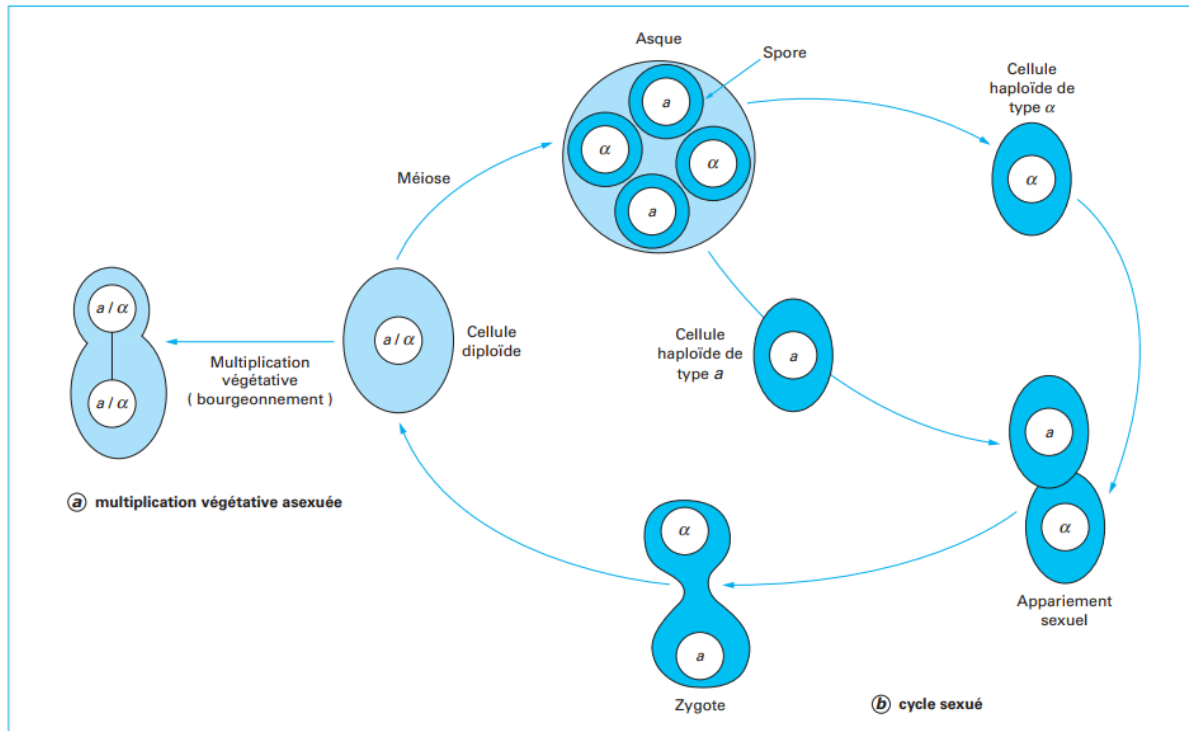 Asque
Spore
a
α
α
a
Cellule
haploïde de
type α
α
Méiose
a / α
a / α
Multiplication
végétative
( bourgeonnement )
a / α
Cellule
diploïde
Cellule
haploïde de
type a
a
a
α
Appariement
sexuel
ⓐ multiplication végétative asexuée
α
a
Zygote
ⓑ cycle sexué